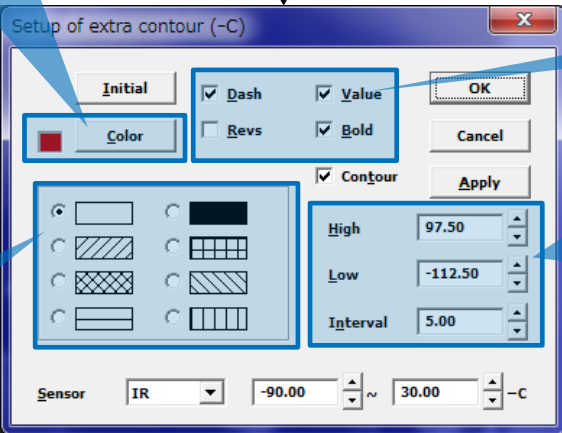 Setup of extra contour (-C)
x
Initial
Dash
Value
OK
Color
Revs
Bold
Cancel
Contour
Apply
High
97.50
Low
-112.50
Interval
5.00
Sensor IR -90.00 ~ 30.00 -C